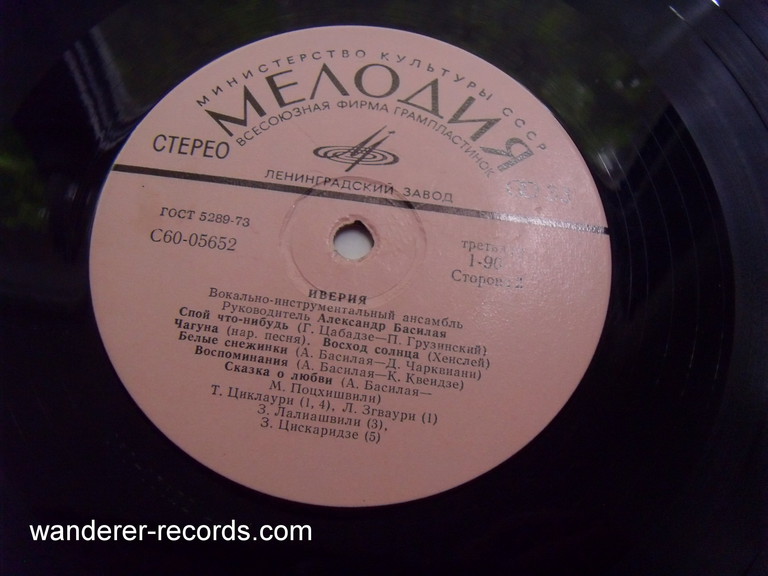 МИНИСТЕРСТВО КУЛЬТУРЫ СССР
МЕЛОДИЯ
ВСЕСОЮЗНАЯ ФИРМА ГРАМПЛАСТИНОК
СТЕРЕО
ЛЕНИНГРАДСКИЙ ЗАВОД
ГОСТ 5289-73
С60-05652
1-90
ИВЕРИЯ
Вокально-инструментальный ансамбль
Руководитель Александр Басилая
Спой что-нибудь (Г. Цабадзе—П. Грузинский)
Чагуна (нар. песня). Восход солнца (Хенслей)
Белые снежинки (А. Басилая—Д. Чарквиани)
Воспоминания (А. Басилая—К. Квендзе)
Сказка о любви (А. Басилая—
М. Поцхишвили)
Т. Циклаури (1, 4), Л. Згваури (1)
З. Лалиашвили (3),
З. Цискаридзе (5)
wanderer-records.com